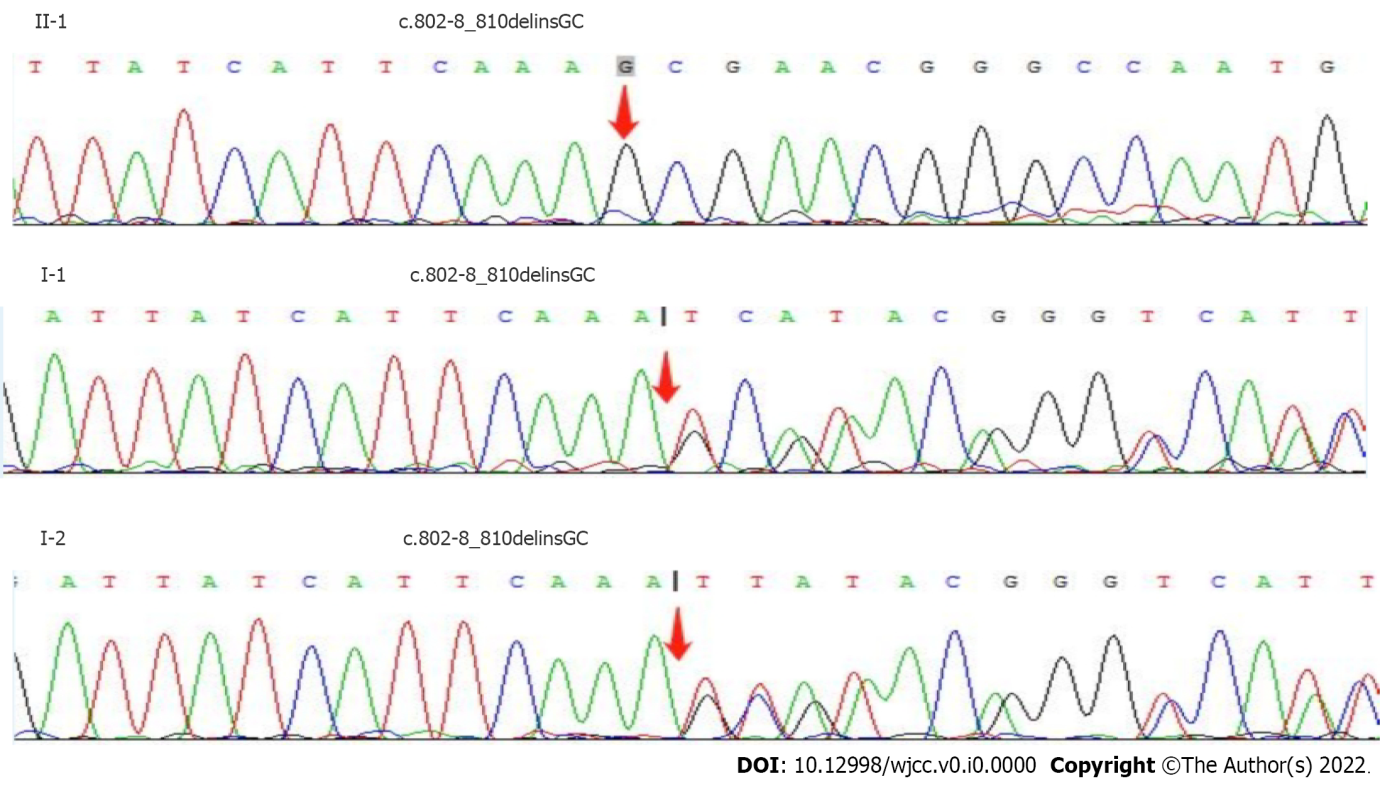 II-1 c.802-8_810delinsGC
T T A T C A T T C A A A G C G A A C G G G C C A A T G
I-1 c.802-8_810delinsGC
A T T A T C A T T C A A A T C A T A C G G G T C A T T
I-2 c.802-8_810delinsGC
A T T A T C A T T C A A A T T A T A C G G G T C A T T
DOI: 10.12998/wjcc.v0.i0.0000 Copyright ©The Author(s) 2022.